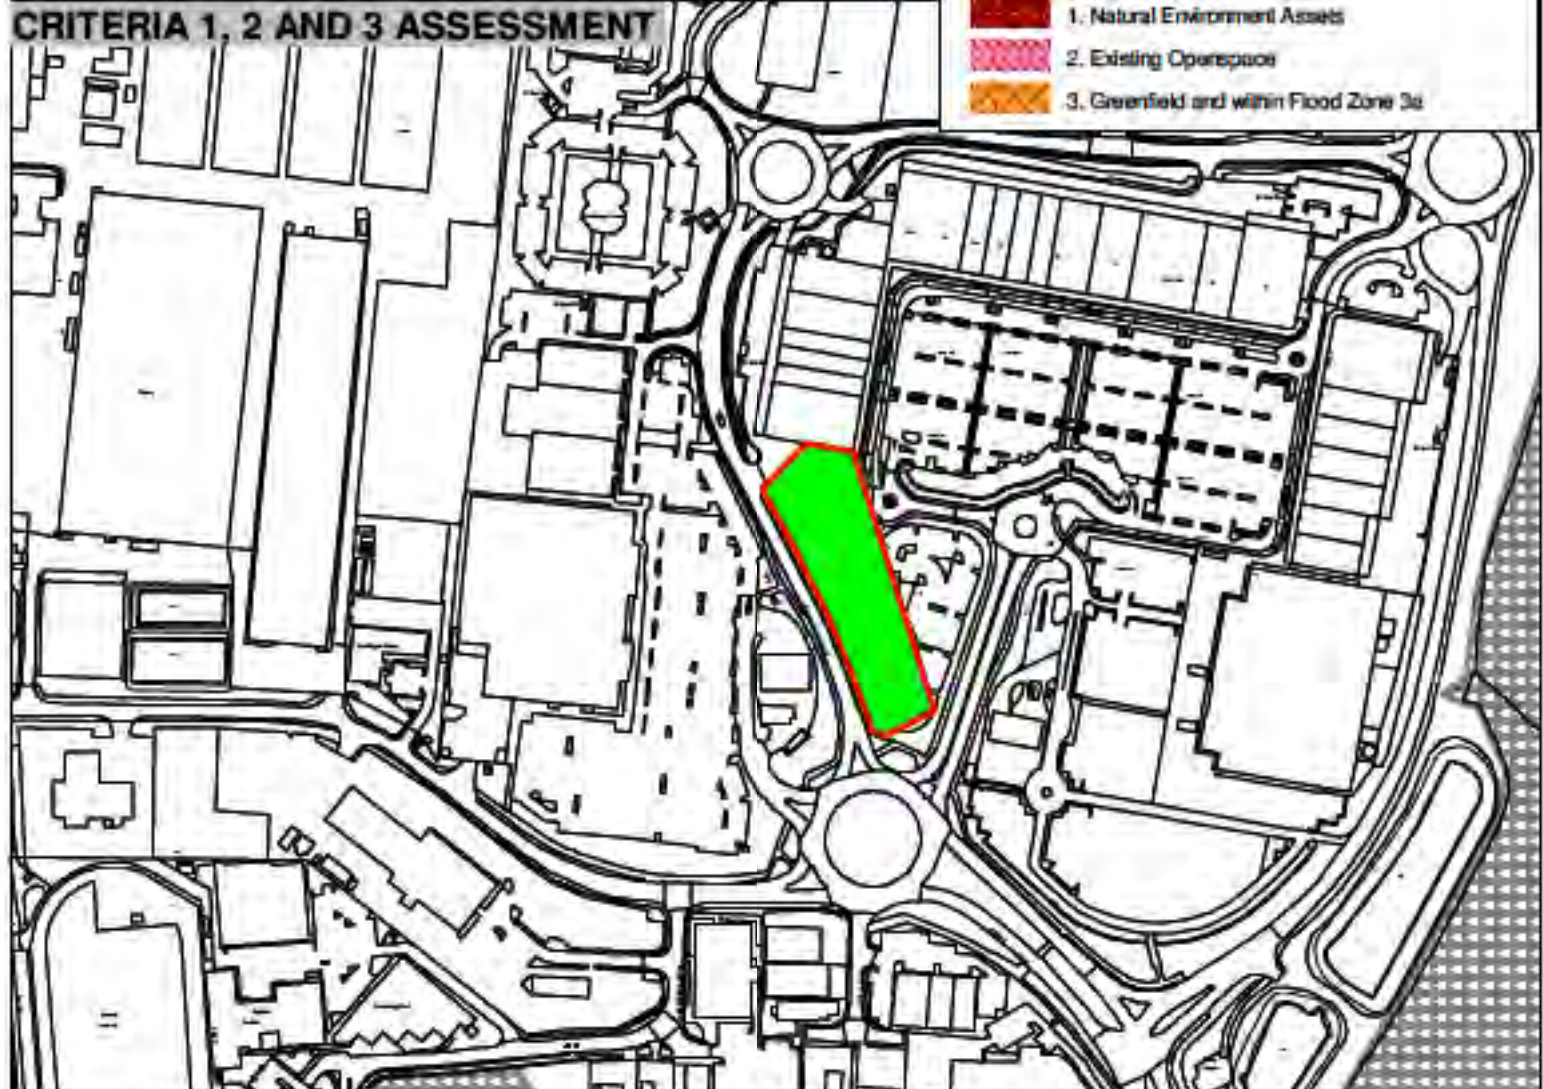 CRITERIA 1, 2 AND 3 ASSESSMENT
1. Natural Environment Assets
2. Existing Openspace
3. Greenfield and within Flood Zone 3a